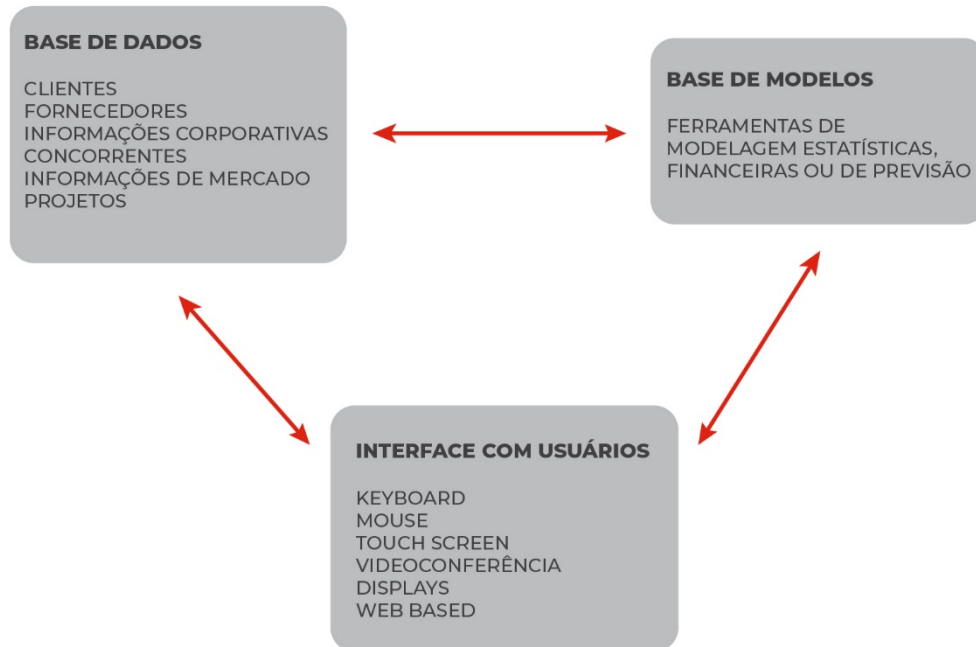 BASE DE DADOS
CLIENTES
FORNECEDORES
INFORMAÇÕES CORPORATIVAS
CONCORRENTES
INFORMAÇÕES DE MERCADO
PROJETOS
BASE DE MODELOS
FERRAMENTAS DE
MODELAGEM ESTATÍSTICAS,
FINANCEIRAS OU DE PREVISÃO
INTERFACE COM USUÁRIOS
KEYBOARD
MOUSE
TOUCH SCREEN
VIDEOCONFERÊNCIA
DISPLAYS
WEB BASED